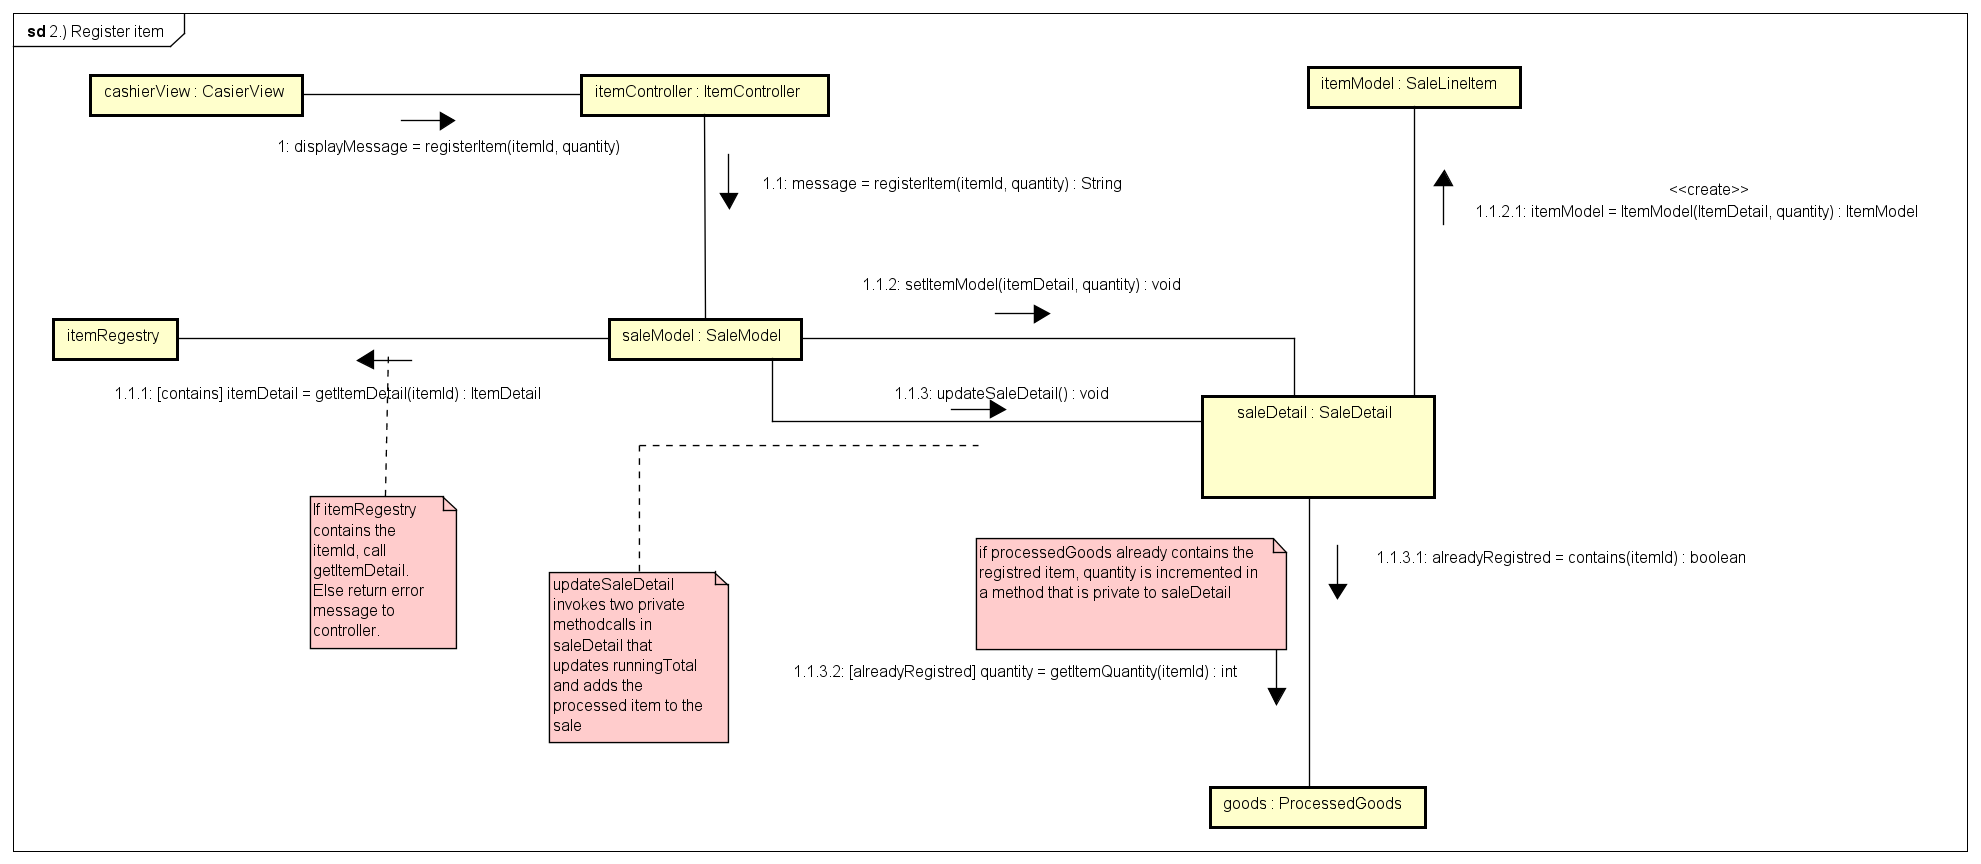 sd 2.) Register item
cashierView : CasierView
itemController : ItemController
itemModel : SaleLineItem
1: displayMessage = registerItem(itemId, quantity)
1.1: message = registerItem(itemId, quantity) : String
<<create>>
1.1.2.1: itemModel = ItemModel(ItemDetail, quantity) : ItemModel
1.1.2: setItemModel(itemDetail, quantity) : void
itemRegestry
saleModel : SaleModel
1.1.1: [contains] itemDetail = getItemDetail(itemId) : ItemDetail
1.1.3: updateSaleDetail() : void
saleDetail : SaleDetail
If itemRegestry
contains the
itemId, call
getItemDetail.
Else return error
message to
controller.
updateSaleDetail
invokes two private
methodcalls in
saleDetail that
updates runningTotal
and adds the
processed item to the
sale
if processedGoods already contains the
registred item, quantity is incremented in
a method that is private to saleDetail
1.1.3.1: alreadyRegistred = contains(itemId) : boolean
1.1.3.2: [alreadyRegistred] quantity = getItemQuantity(itemId) : int
goods : ProcessedGoods